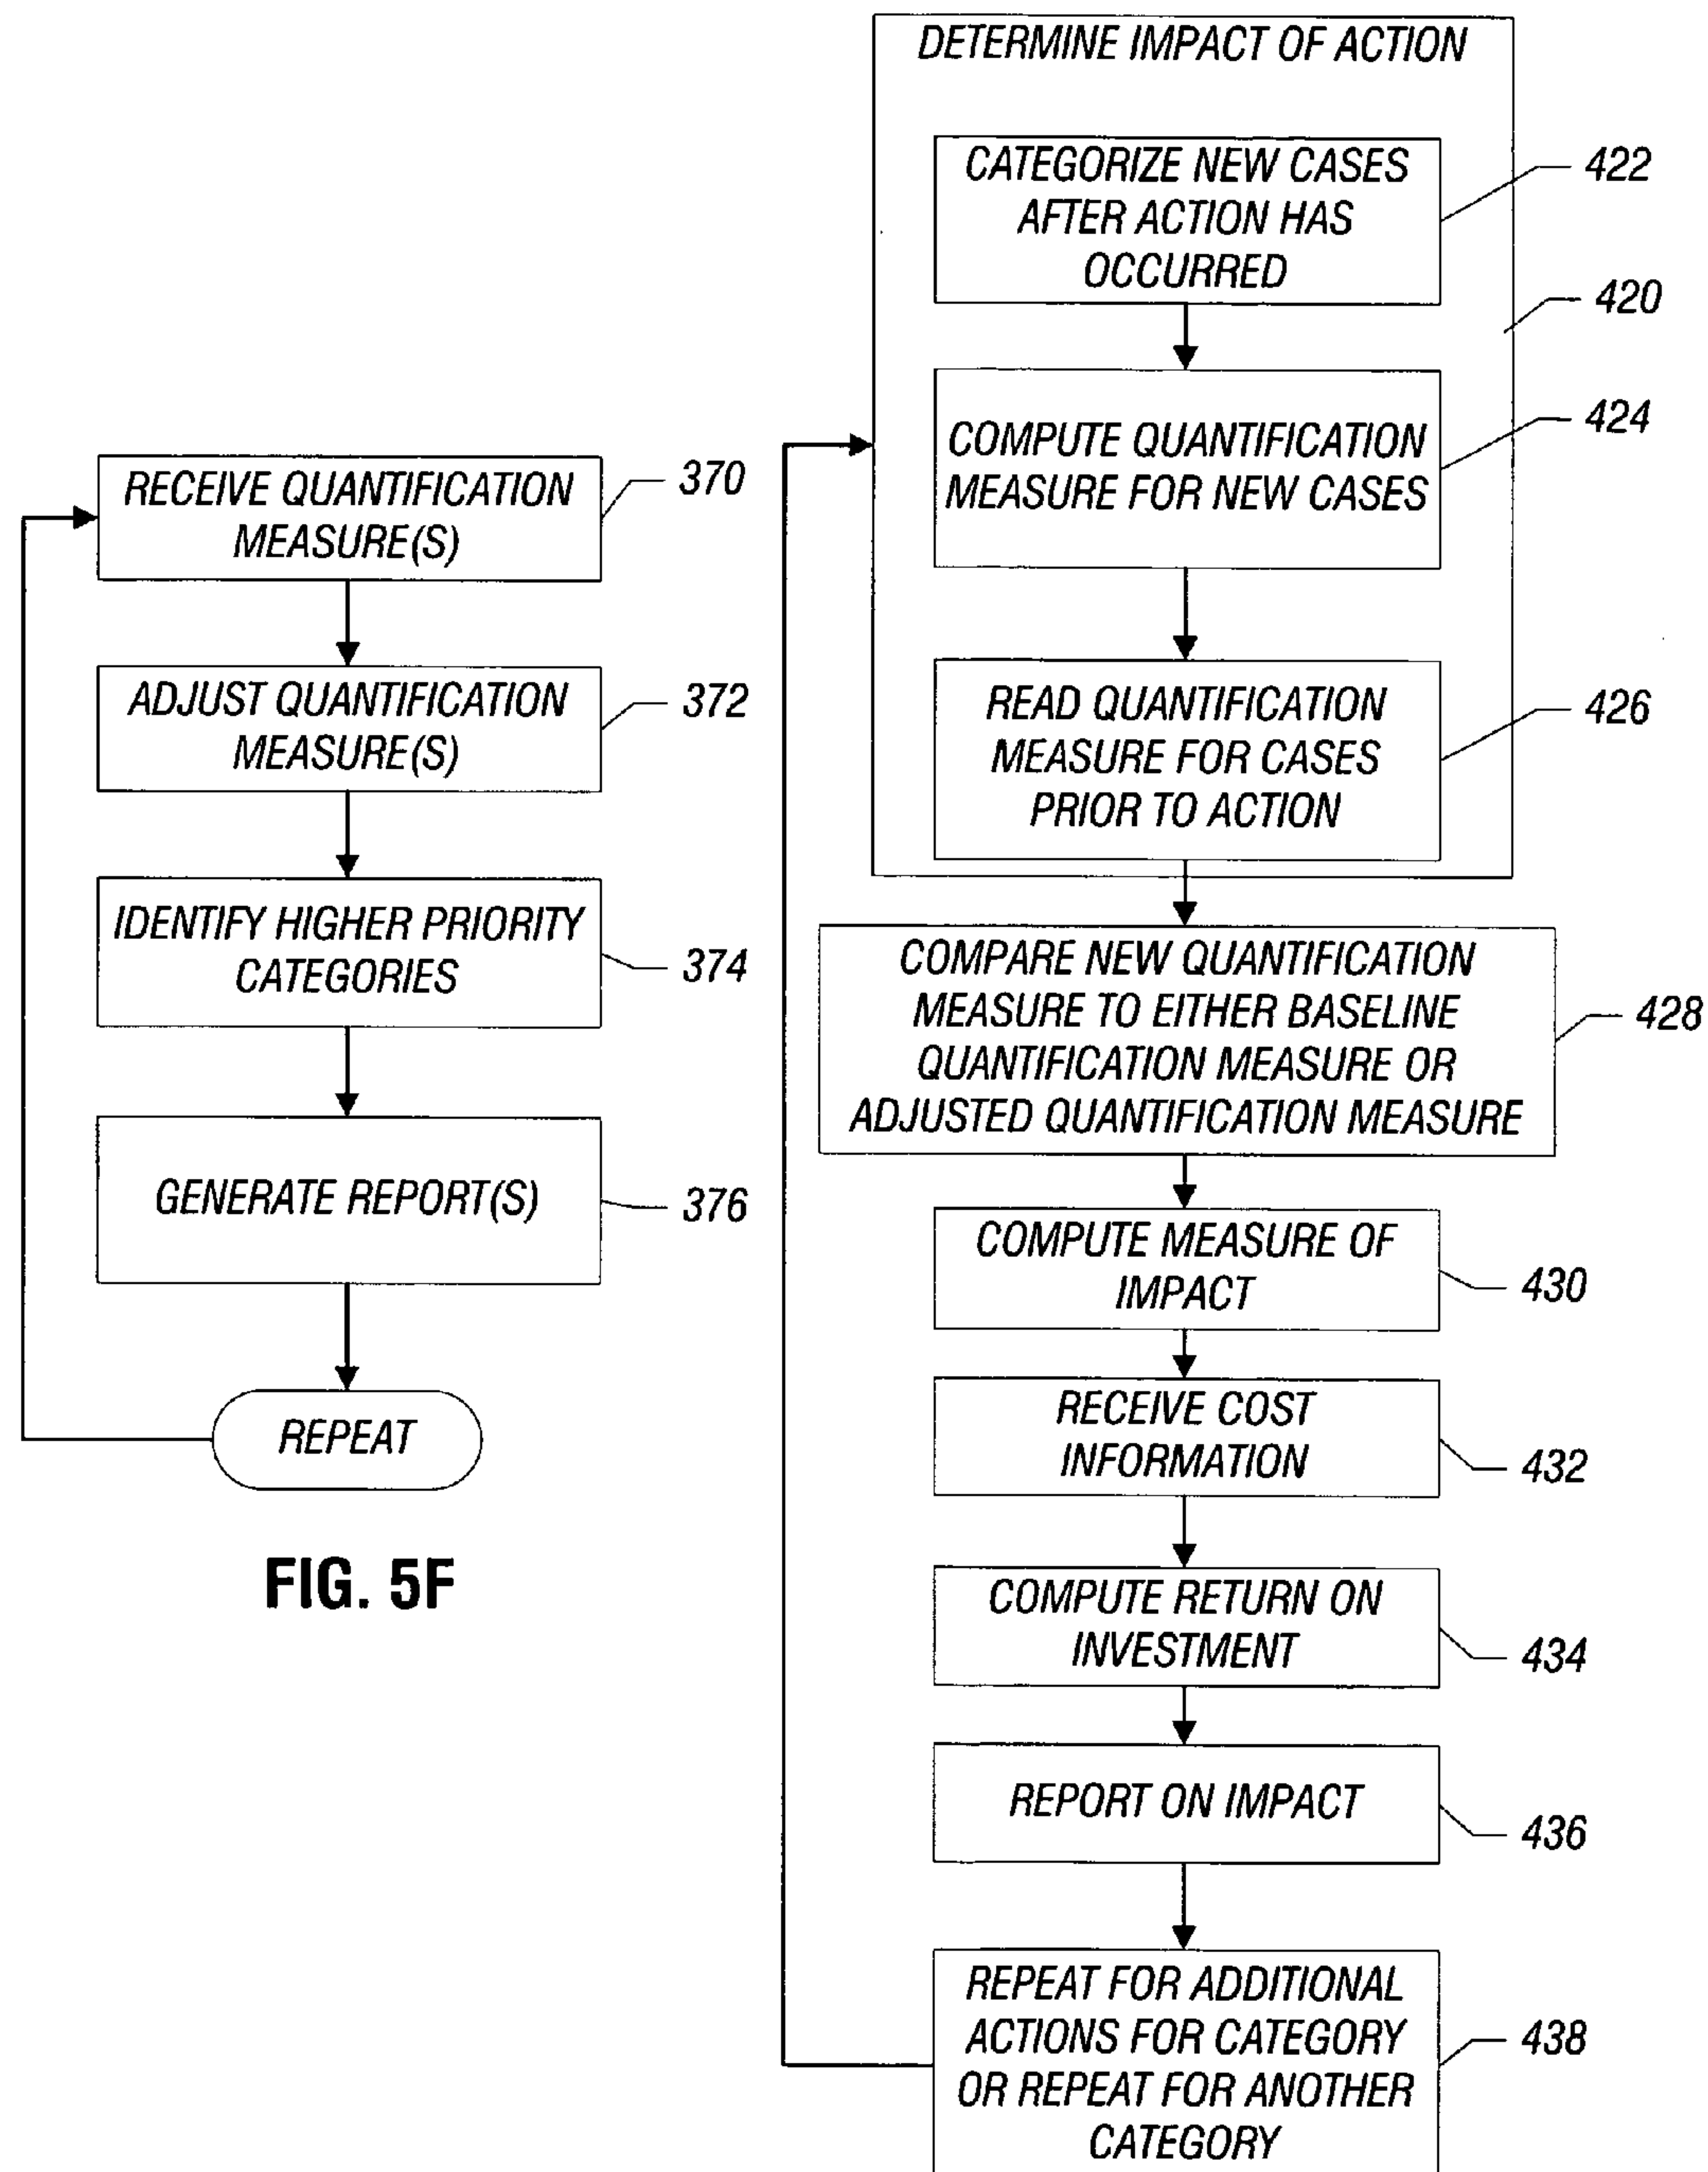 RECEIVE QUANTIFICATION
MEASURE(S)
370
ADJUST QUANTIFICATION
MEASURE(S)
372
IDENTIFY HIGHER PRIORITY
CATEGORIES
374
GENERATE REPORT(S)
376
REPEAT
FIG. 5F
DETERMINE IMPACT OF ACTION
CATEGORIZE NEW CASES
AFTER ACTION HAS
OCCURRED
422
420
COMPUTE QUANTIFICATION
MEASURE FOR NEW CASES
424
READ QUANTIFICATION
MEASURE FOR CASES
PRIOR TO ACTION
426
COMPARE NEW QUANTIFICATION
MEASURE TO EITHER BASELINE
QUANTIFICATION MEASURE OR
ADJUSTED QUANTIFICATION MEASURE
428
COMPUTE MEASURE OF
IMPACT
430
RECEIVE COST
INFORMATION
432
COMPUTE RETURN ON
INVESTMENT
434
REPORT ON IMPACT
436
REPEAT FOR ADDITIONAL
ACTIONS FOR CATEGORY
OR REPEAT FOR ANOTHER
CATEGORY
438